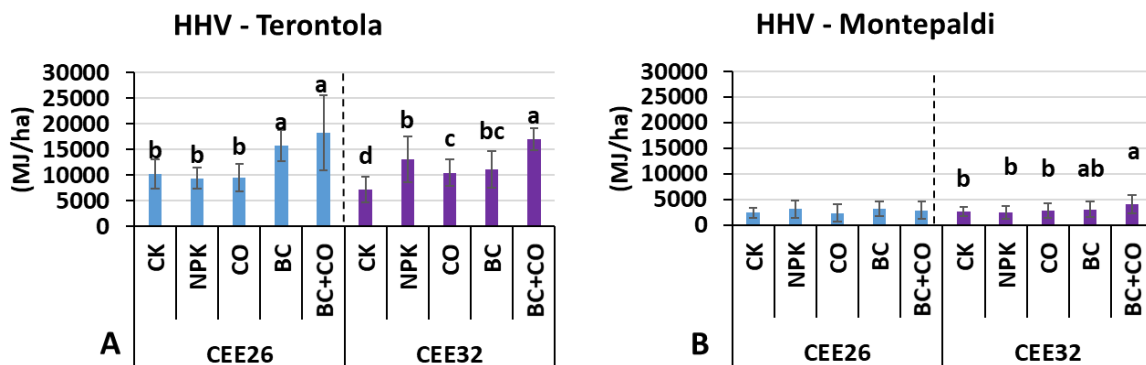 HHV - Terontola
(MJ/ha)
30000
25000
20000
15000
10000
5000
0
b b b a a d b c bc a
CK NPK CO BC BC+CO CK NPK CO BC BC+CO
CEE26 CEE32
A
HHV - Montepaldi
(MJ/ha)
30000
25000
20000
15000
10000
5000
0
b b b ab a
CK NPK CO BC BC+CO CK NPK CO BC BC+CO
CEE26 CEE32
B